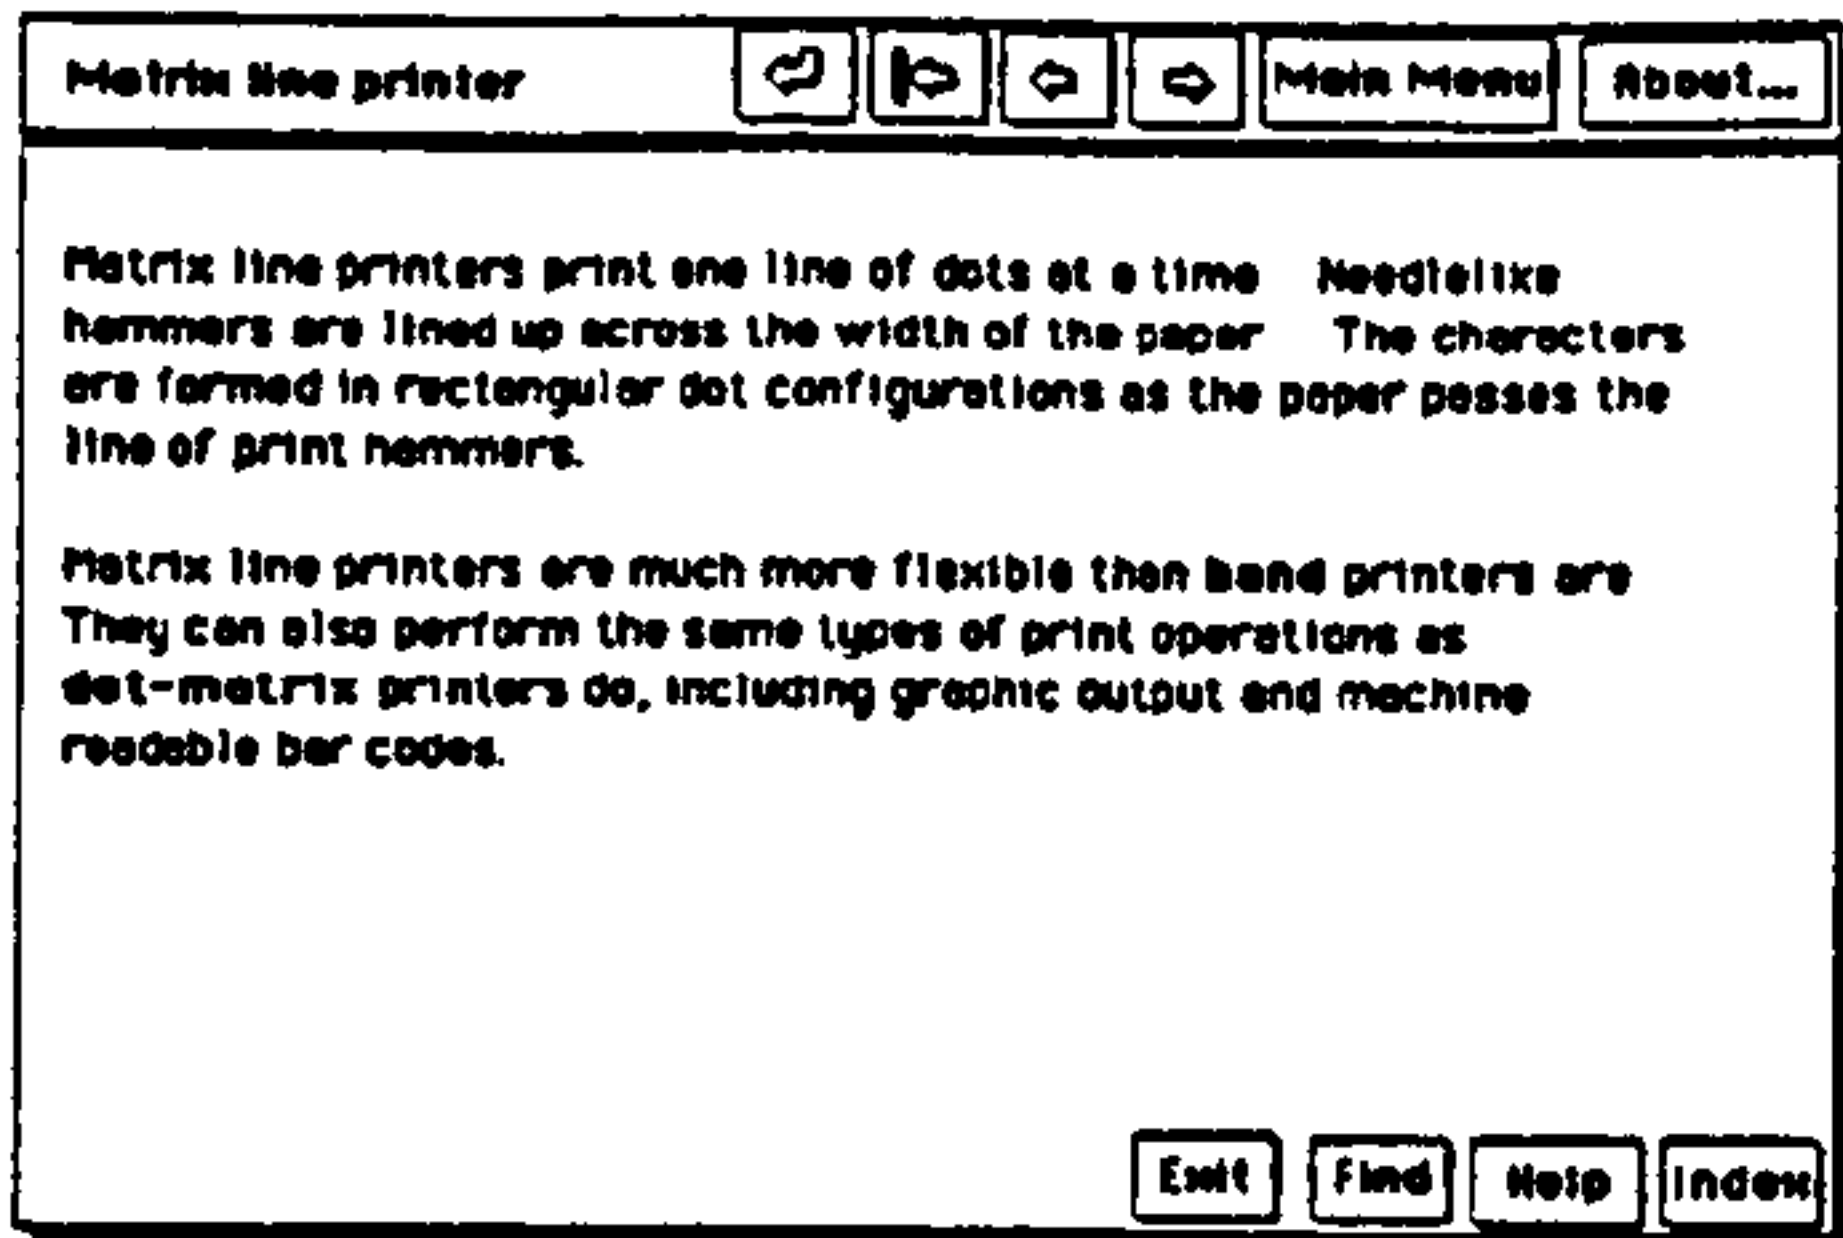 Matrix line printer
Main Menu
About...
Matrix line printers print one line of dots at a time Needlelike
hammers are lined up across the width of the paper The characters
are formed in rectangular dot configurations as the paper passes the
line of print hammers.
Matrix line printers are much more flexible than band printers are
They can also perform the same types of print operations as
dot-matrix printers do, including graphic output and machine
readable bar codes.
Exit
Find
Help
Index